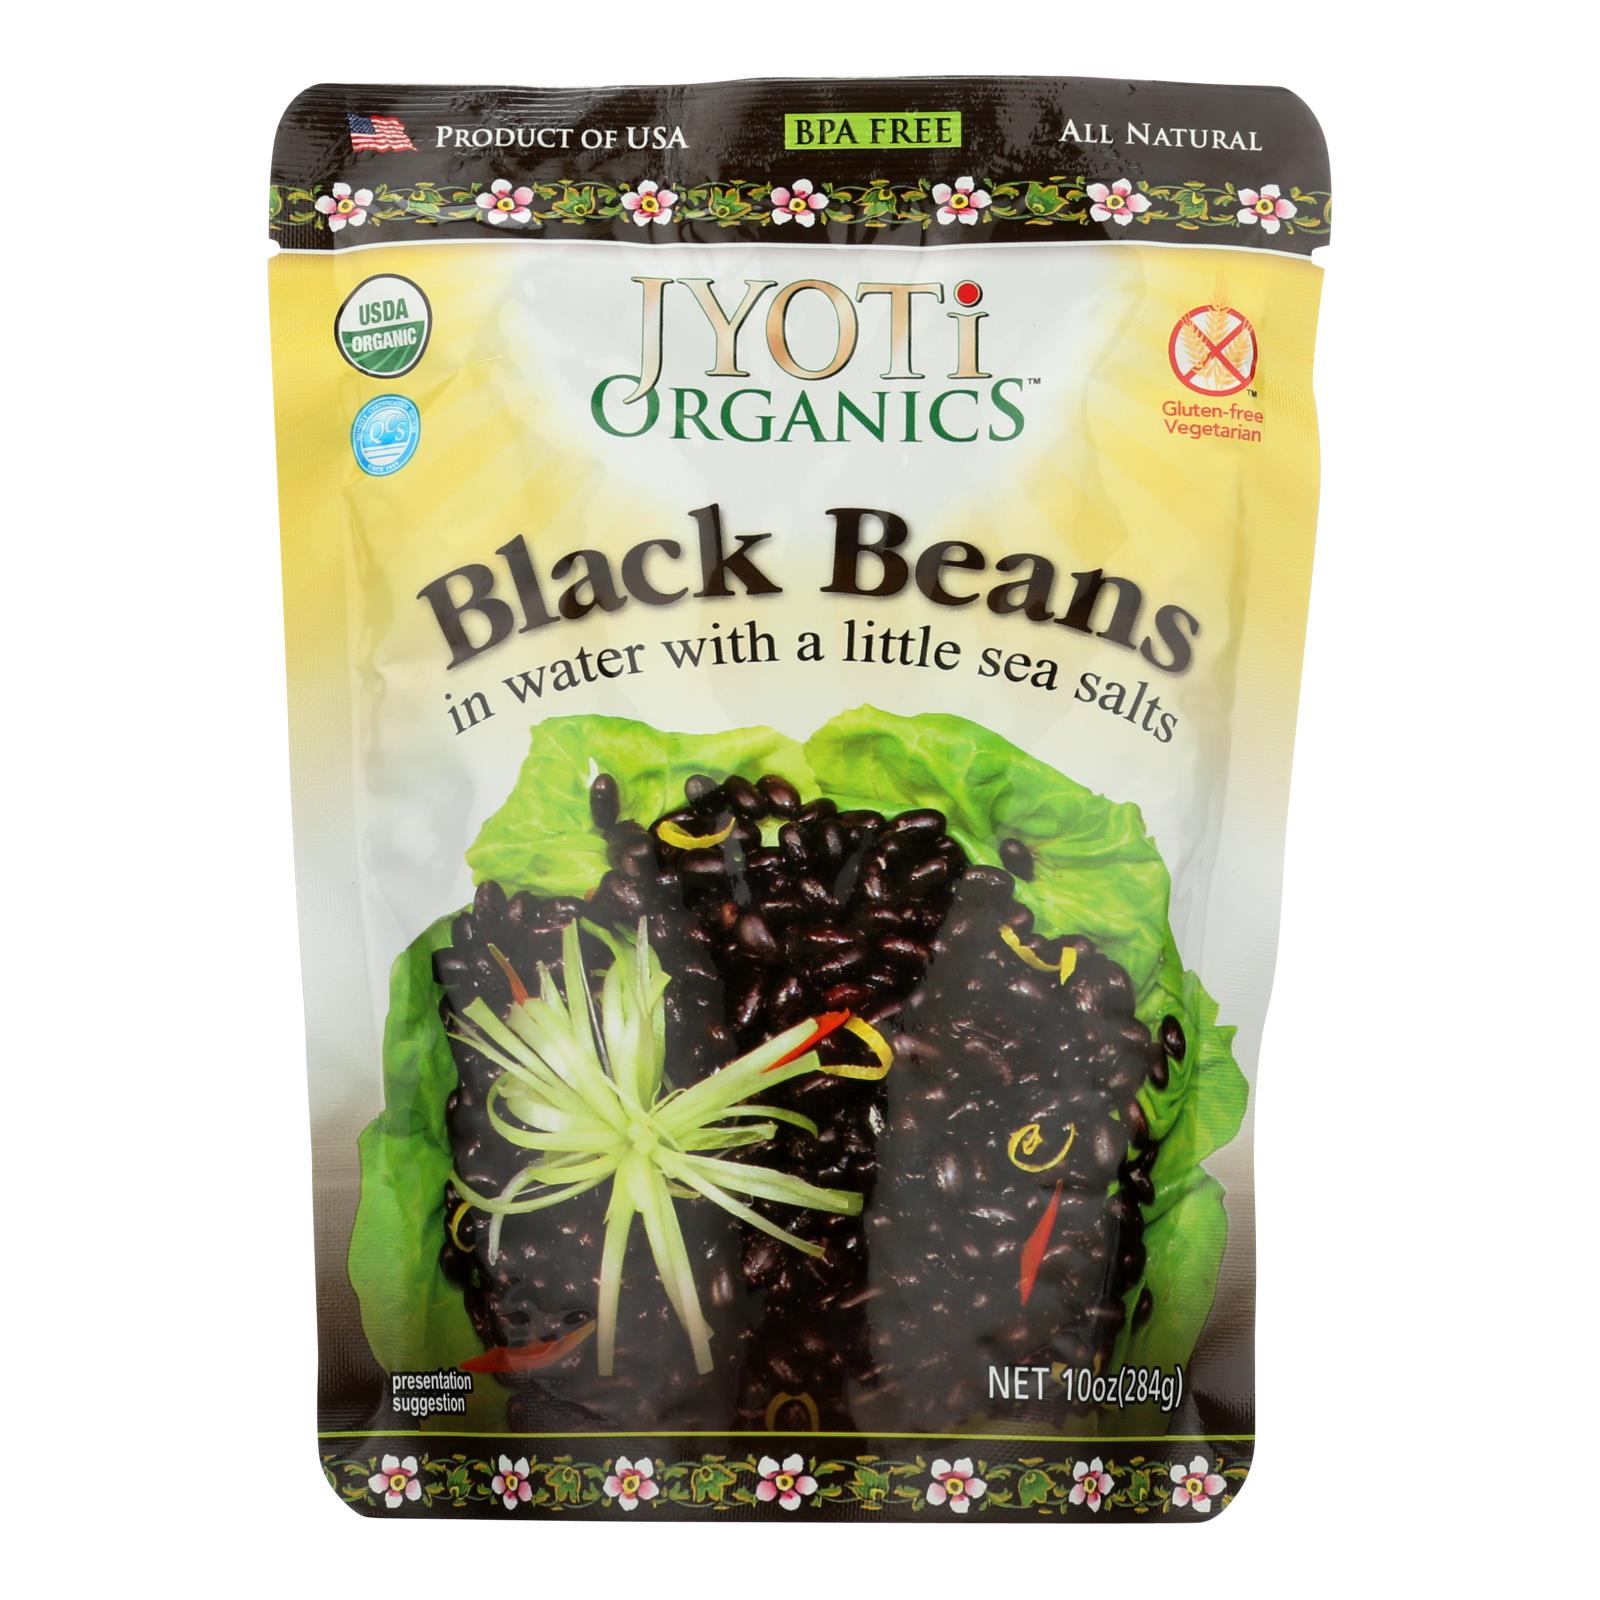 PRODUCT OF USA
BPA FREE
ALL NATURAL
USDA
ORGANIC
QCS
JYOTi
ORGANICS™
Gluten-free
Vegetarian
Black Beans
in water with a little sea salts
presentation
suggestion
NET 10oz(284g)